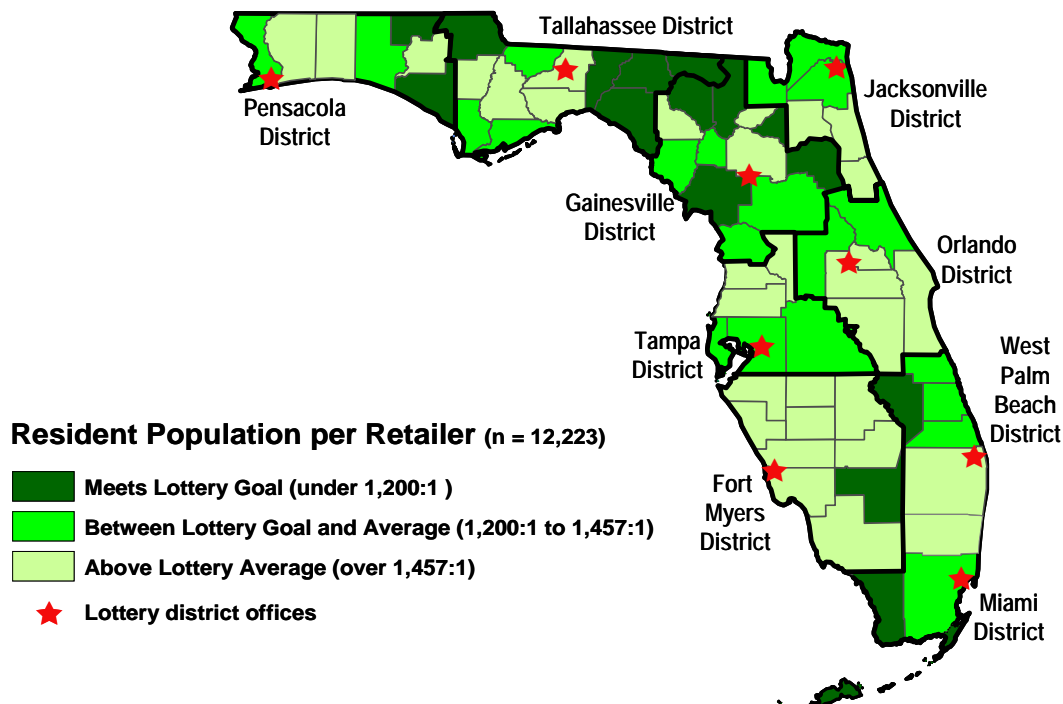 Tallahassee District
Pensacola
District
Jacksonville
District
Gainesville
District
Orlando
District
Tampa
District
West
Palm
Beach
District
Resident Population per Retailer (n = 12,223)
Meets Lottery Goal (under 1,200:1 )
Between Lottery Goal and Average (1,200:1 to 1,457:1)
Above Lottery Average (over 1,457:1)
Lottery district offices
Fort
Myers
District
Miami
District